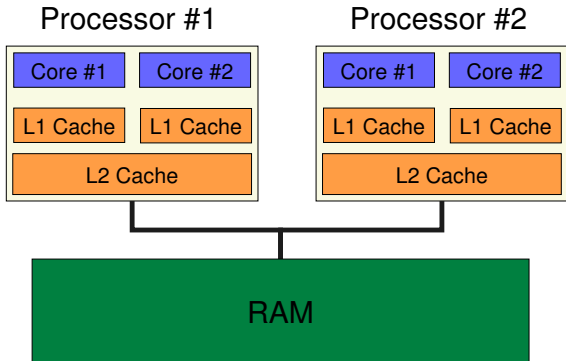 Processor #1
Processor #2
Core #1
Core #2
Core #1
Core #2
L1 Cache
L1 Cache
L1 Cache
L1 Cache
L2 Cache
L2 Cache
RAM